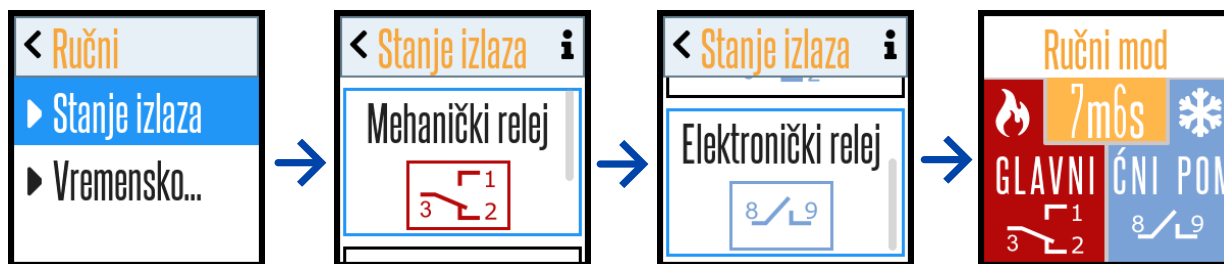 Ručni
Stanje izlaza
Vremensko...
Stanje izlaza i
Mehanički relej
1
3 2
Stanje izlaza i
2
Elektronički relej
8 9
Ručni mod
7m6s
GLAVNI ĆNI POM
1
3 2
8 9